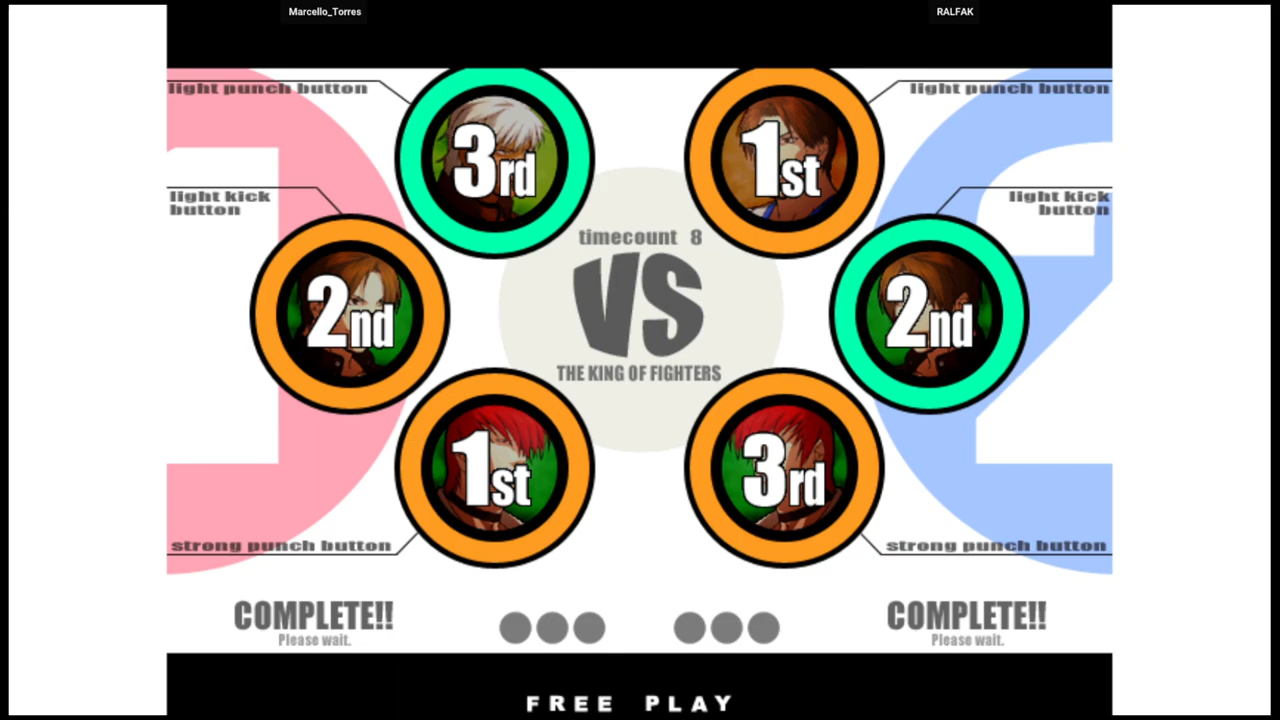 Marcello_Torres
RALFAK
light punch button
light punch button
3rd
1st
light kick
button
light kick
button
timecount 8
VS
THE KING OF FIGHTERS
2nd
2nd
1st
3rd
strong punch button
strong punch button
COMPLETE!!
Please wait.
COMPLETE!!
Please wait.
FREE PLAY
1
2